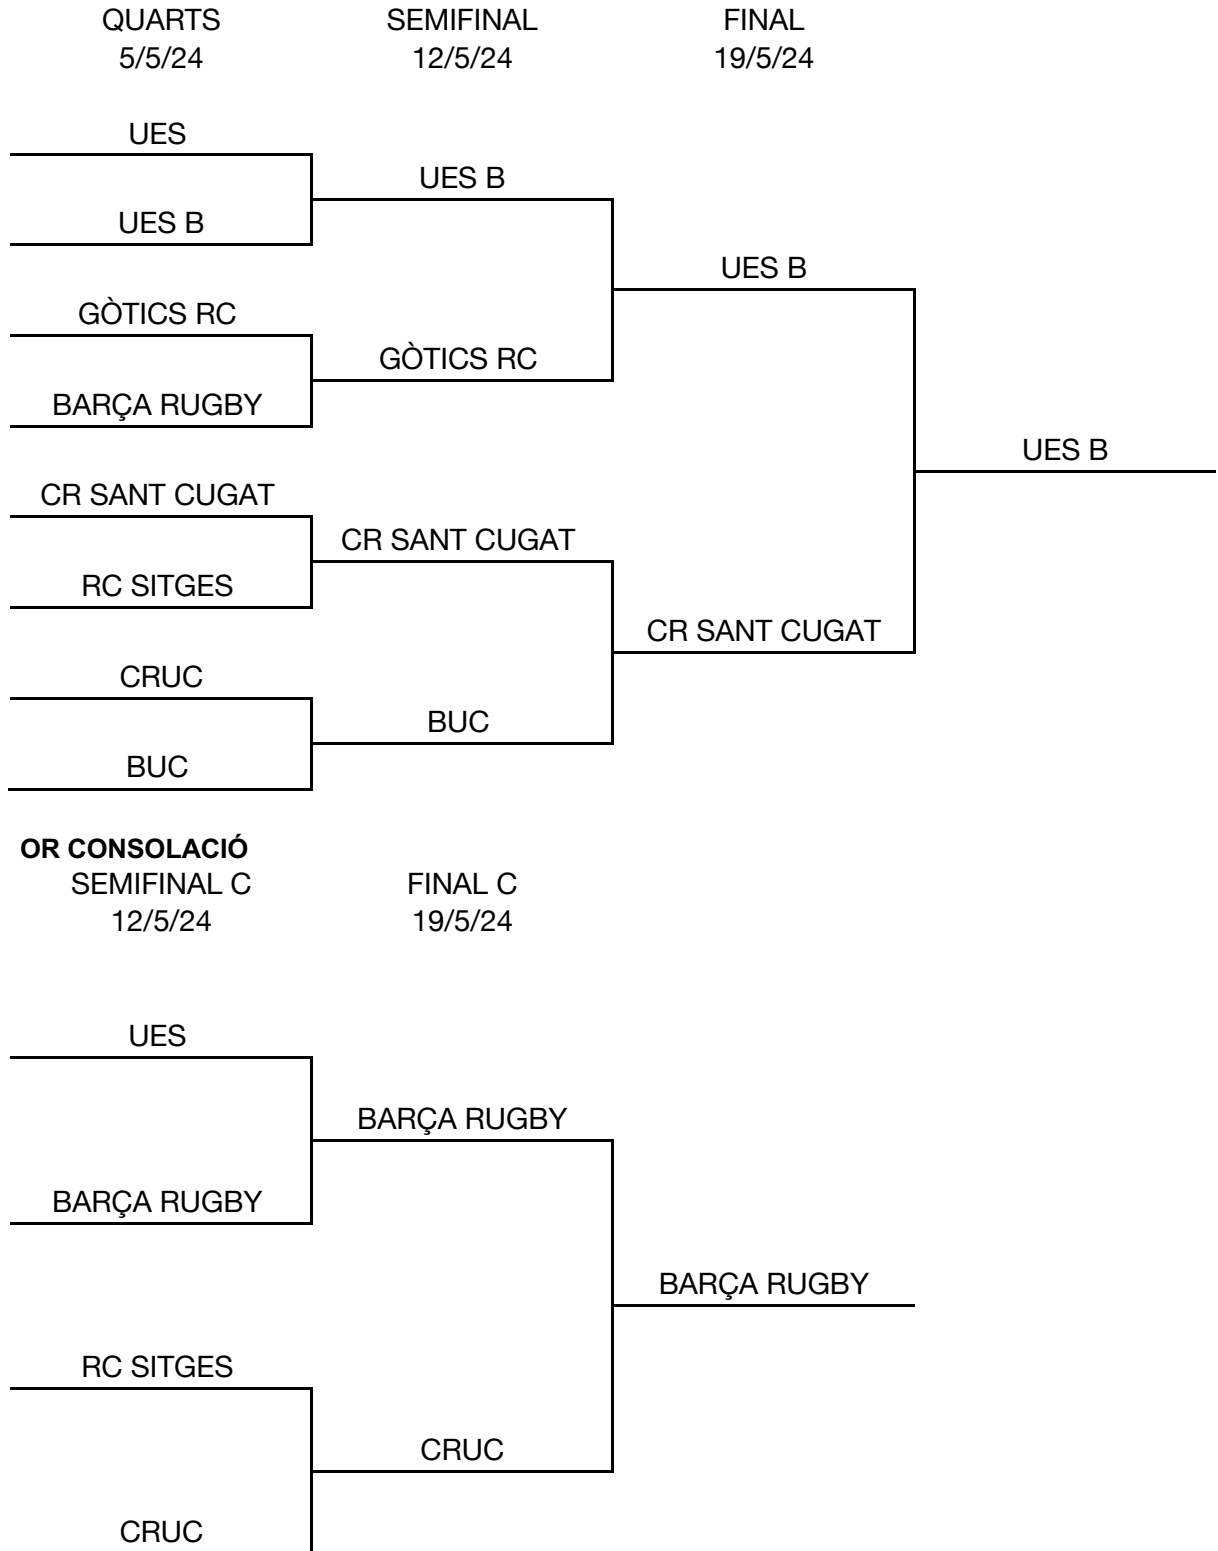 QUARTS SEMIFINAL FINAL
5/5/24 12/5/24 19/5/24
UES
UES B
UES B
UES B
GÒTICS RC
GÒTICS RC
BARÇA RUGBY
UES B
CR SANT CUGAT
CR SANT CUGAT
RC SITGES
CR SANT CUGAT
CRUC
BUC
BUC
OR CONSOLACIÓ
SEMIFINAL C FINAL C
12/5/24 19/5/24
UES
BARÇA RUGBY
BARÇA RUGBY
BARÇA RUGBY
RC SITGES
CRUC
CRUC